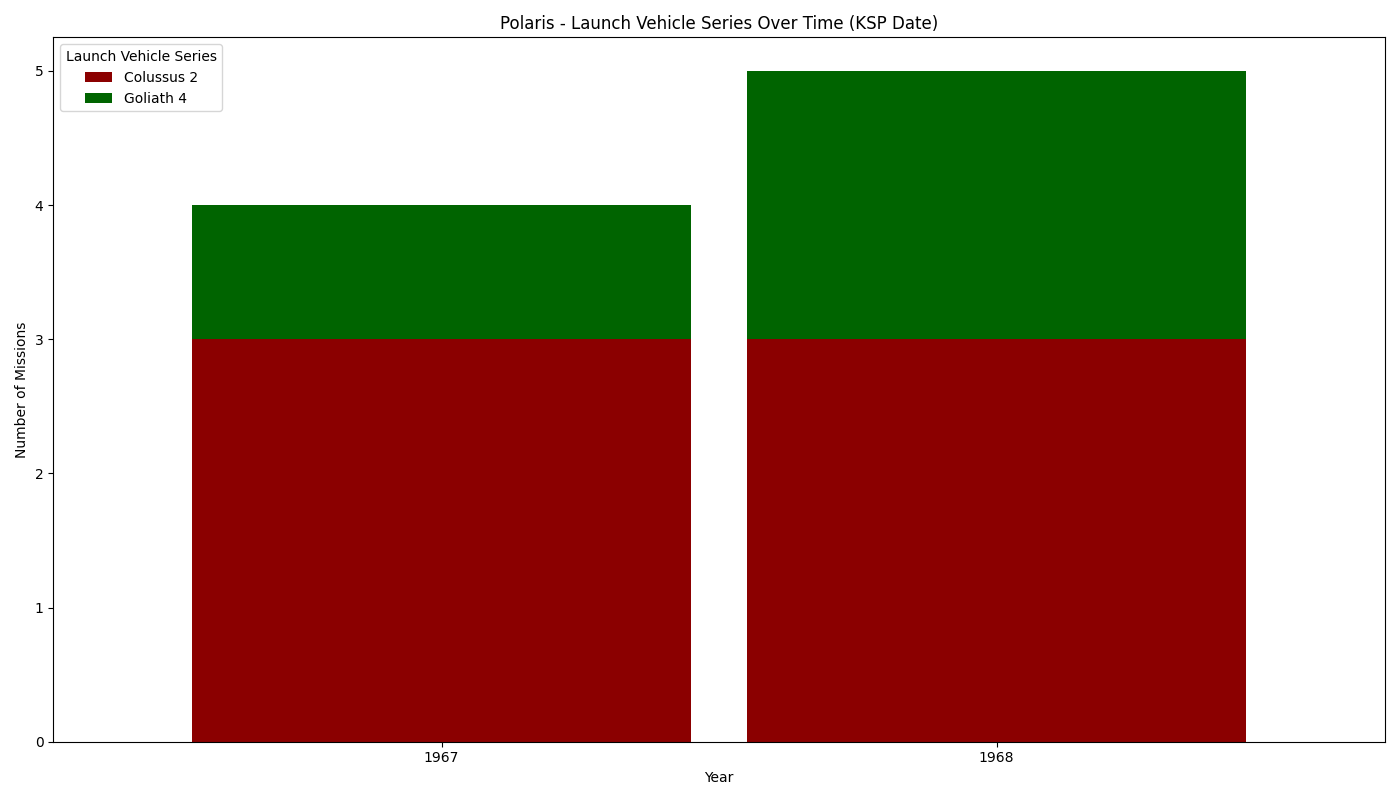 Polaris - Launch Vehicle Series Over Time (KSP Date)
Launch Vehicle Series
Colussus 2
Goliath 4
5
4
3
2
1
0
Number of Missions
1967
1968
Year